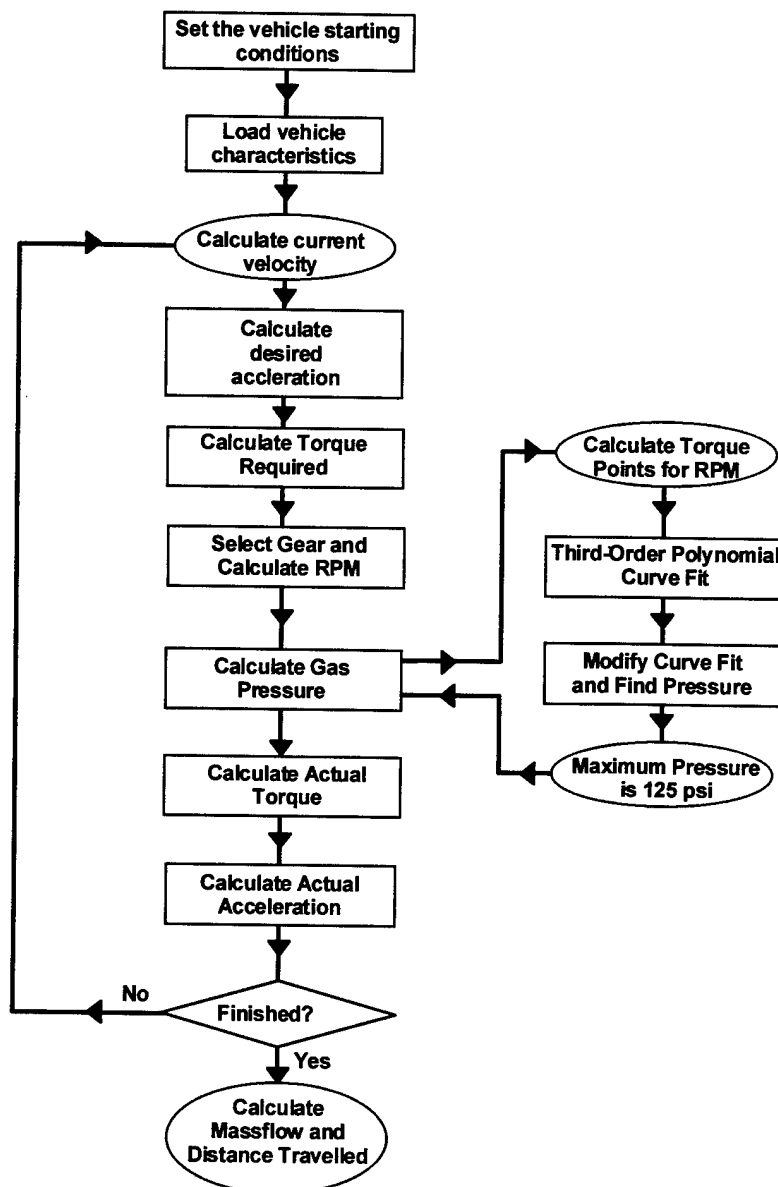 Set the vehicle starting
conditions
Load vehicle
characteristics
Calculate current
velocity
Calculate
desired
accleration
Calculate Torque
Required
Select Gear and
Calculate RPM
Calculate Gas
Pressure
Calculate Torque
Points for RPM
Third-Order Polynomial
Curve Fit
Modify Curve Fit
and Find Pressure
Maximum Pressure
is 125 psi
Calculate Actual
Torque
Calculate Actual
Acceleration
Finished?
No
Yes
Calculate
Massflow and
Distance Travelled